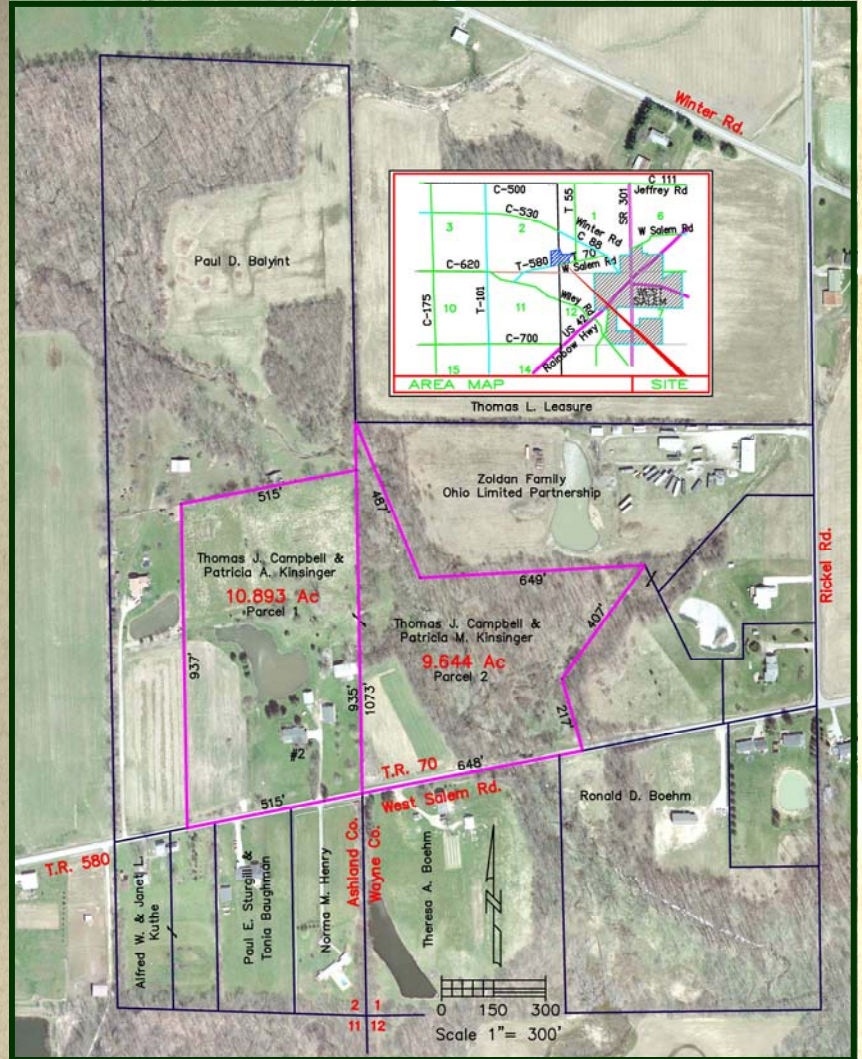 Winter Rd.
C 111
C-500
Jeffrey Rd
T 55
SR 301
C-530
3
2
1
6
Winter Rd
C 88
W Salem Rd
T 70
C-620
T-580
W Salem Rd
WEST
SALEM
C-175
T-101
10
11
12
7
Wiley Rd
US 42
Rainbow Hwy
C-700
15
14
AREA MAP
SITE
Paul D. Balyint
Thomas L. Leasure
Zoldan Family
Ohio Limited Partnership
Rickel Rd.
515'
487'
649'
407'
217'
Thomas J. Campbell &
Patricia A. Kinsinger
10.893 Ac
Parcel 1
Thomas J. Campbell &
Patricia M. Kinsinger
9.644 Ac
Parcel 2
937'
935'
1073'
#2
515'
648'
T.R. 70
West Salem Rd.
T.R. 580
Ronald D. Boehm
Alfred W. & Janet L.
Kuthe
Paul E. Sturgill &
Tonia Baughman
Norma M. Henry
Ashland Co.
Wayne Co.
Theresa A. Boehm
2
1
11
12
0
150
300
Scale 1"= 300'